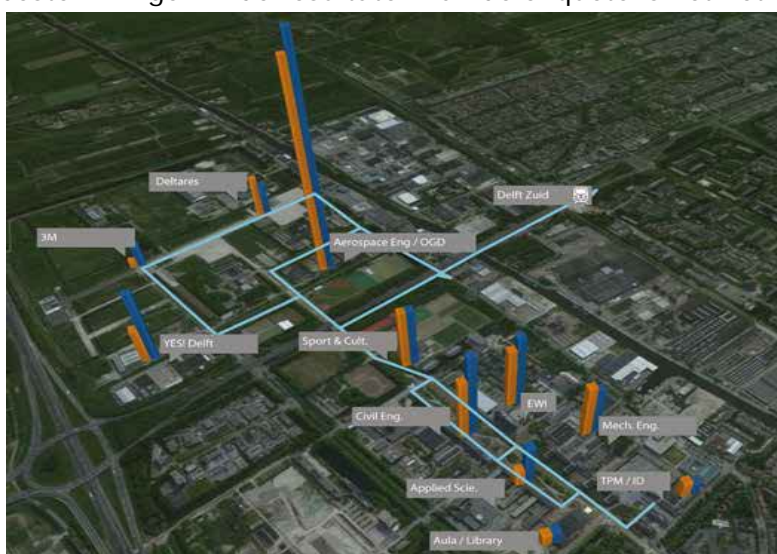 Deltares
Delft Zuid
3M
Aerospace Eng / OGD
YES! Delft
Sport & Cult.
EWI
Civil Eng.
Mech. Eng.
Applied Scie.
TPM / ID
Aula / Library